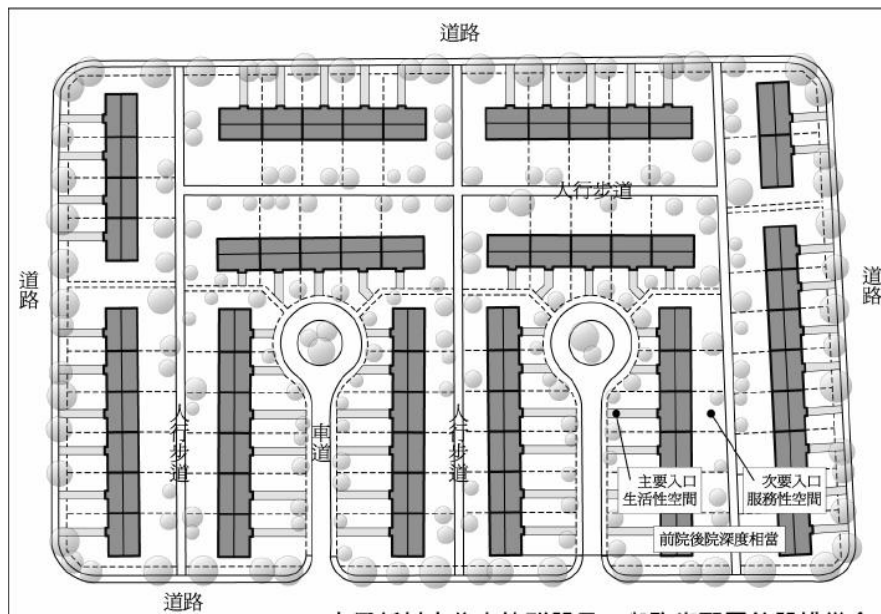 道路
人行步道
道路
道路
人行步道
車道
人行步道
主要入口
生活性空間
次要入口
服務性空間
前院後院深度相當
道路